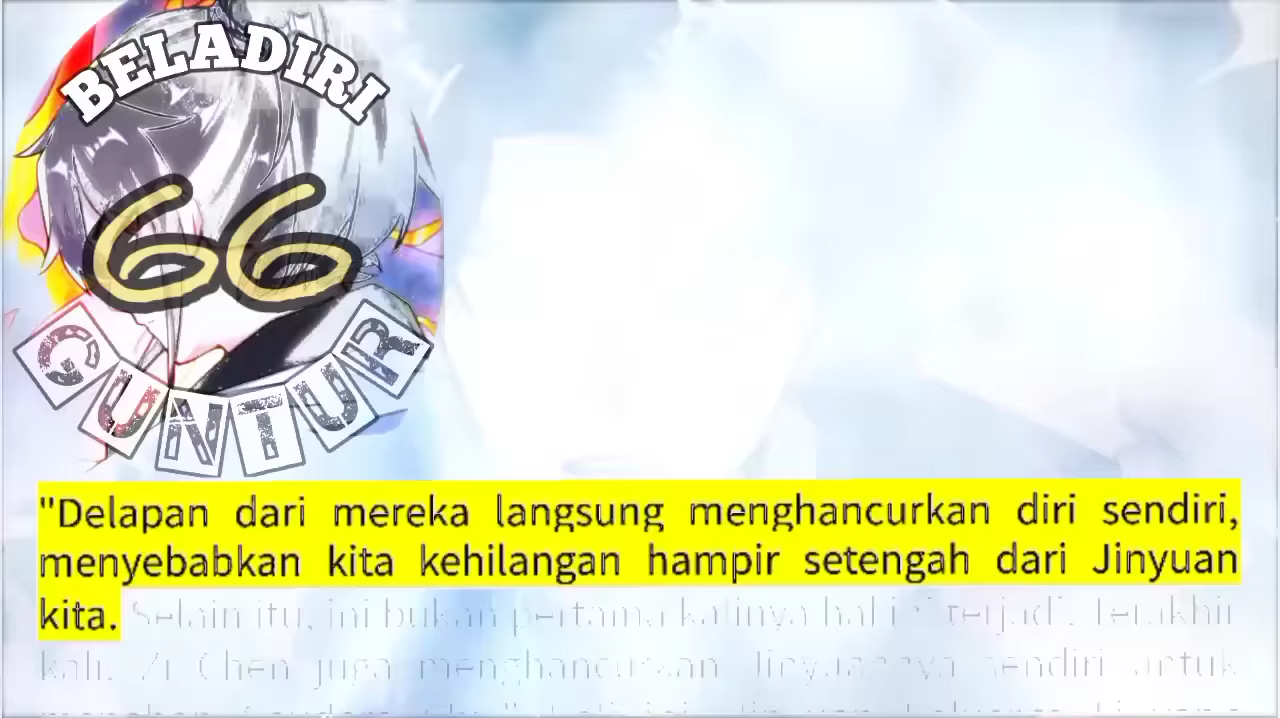 BELADIRI
66
GUNTUR
"Delapan dari mereka langsung menghancurkan diri sendiri,
menyebabkan kita kehilangan hampir setengah dari Jinyuan
kita. Selain itu, ini bukan pertama kalinya hal ini terjadi. Terakhir
kali, Zi Chen juga menghancurkan Jinyuannya sendiri untuk